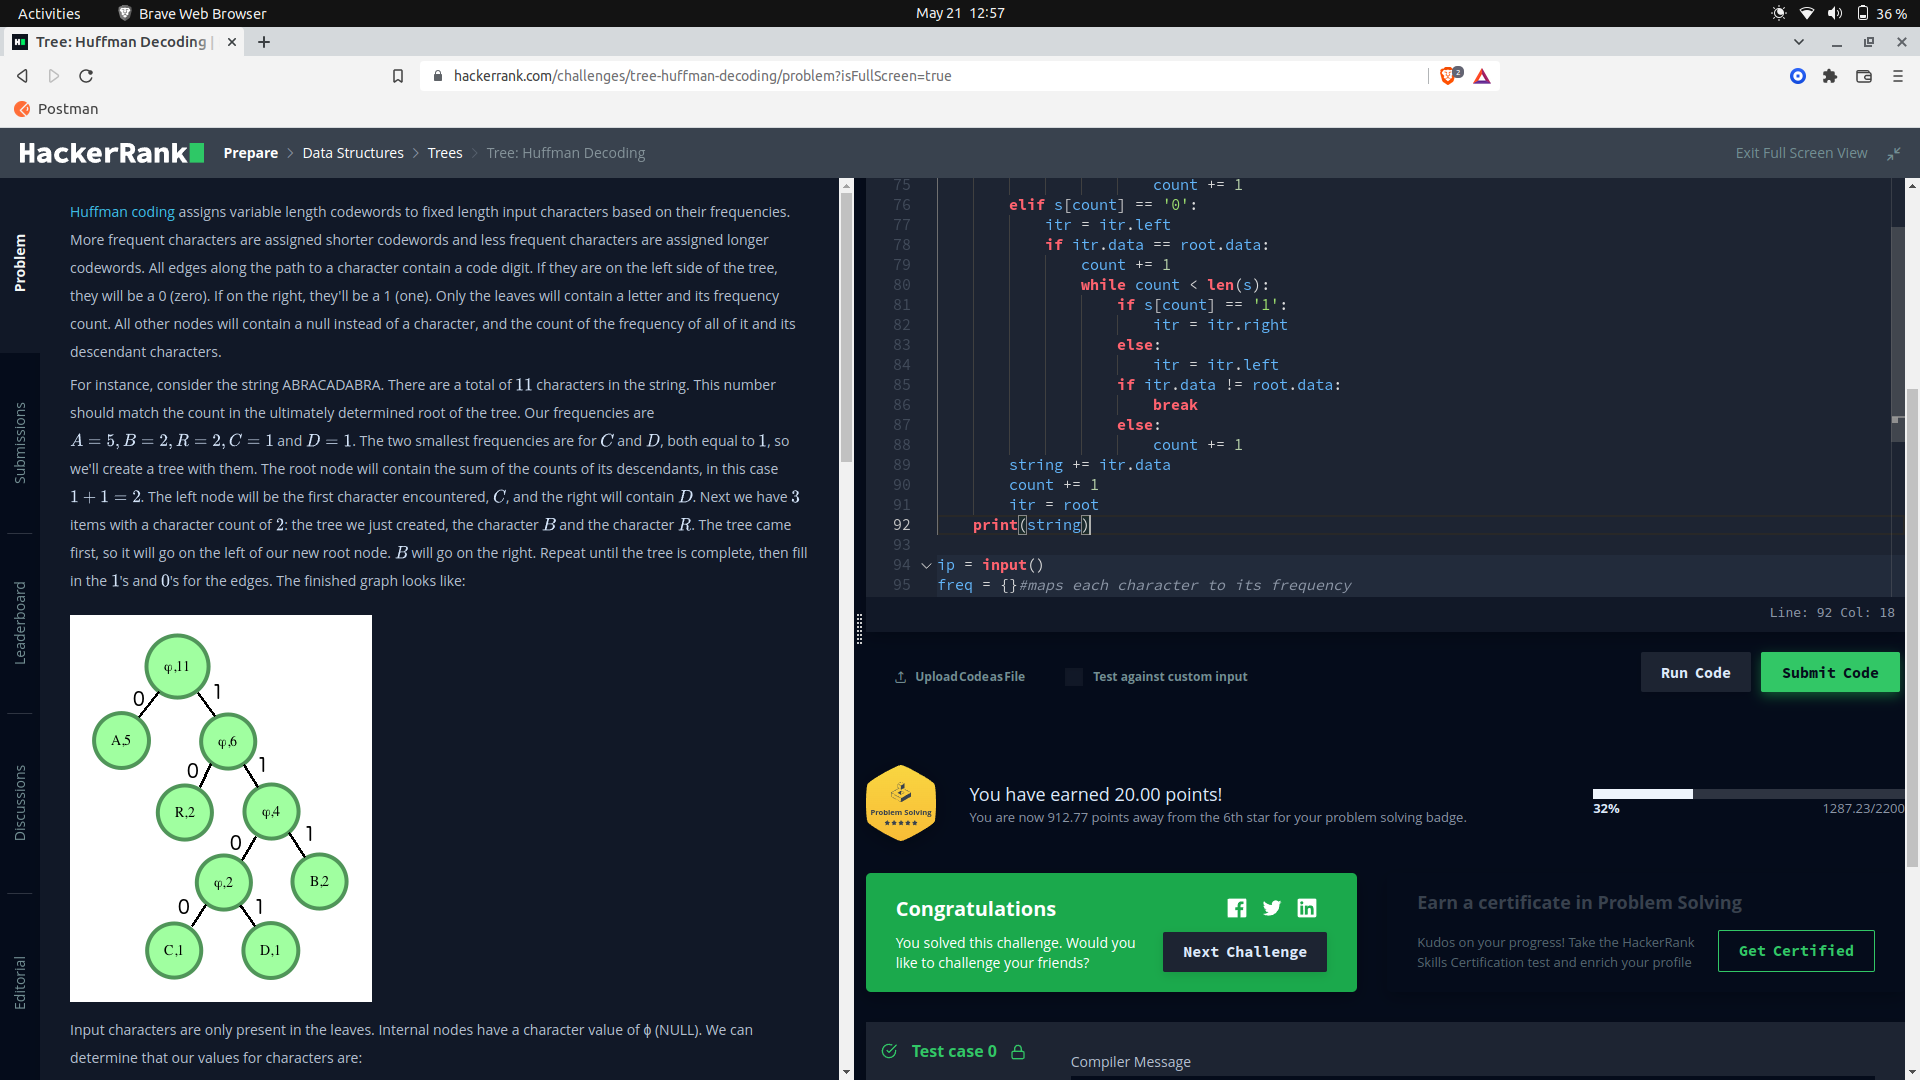 Activities
Brave Web Browser
May 21 12:57
36 %
Tree: Huffman Decoding |
hackerrank.com/challenges/tree-huffman-decoding/problem?isFullScreen=true
2
Postman
HackerRank
Prepare > Data Structures > Trees > Tree: Huffman Decoding
Exit Full Screen View
Problem
Submissions
Leaderboard
Discussions
Editorial
Huffman coding assigns variable length codewords to fixed length input characters based on their frequencies.
More frequent characters are assigned shorter codewords and less frequent characters are assigned longer
codewords. All edges along the path to a character contain a code digit. If they are on the left side of the tree,
they will be a 0 (zero). If on the right, they'll be a 1 (one). Only the leaves will contain a letter and its frequency
count. All other nodes will contain a null instead of a character, and the count of the frequency of all of it and its
descendant characters.
For instance, consider the string ABRACADABRA. There are a total of 11 characters in the string. This number
should match the count in the ultimately determined root of the tree. Our frequencies are
A = 5, B = 2, R = 2, C = 1 and D = 1. The two smallest frequencies are for C and D, both equal to 1, so
we'll create a tree with them. The root node will contain the sum of the counts of its descendants, in this case
1 + 1 = 2. The left node will be the first character encountered, C, and the right will contain D. Next we have 3
items with a character count of 2: the tree we just created, the character B and the character R. The tree came
first, so it will go on the left of our new root node. B will go on the right. Repeat until the tree is complete, then fill
in the 1's and 0's for the edges. The finished graph looks like:
φ,11
0 1
A,5 φ,6
0 1
R,2 φ,4
0 1
φ,2 B,2
0 1
C,1 D,1
Input characters are only present in the leaves. Internal nodes have a character value of ϕ (NULL). We can
determine that our values for characters are:
75 count += 1
76 elif s[count] == '0':
77 itr = itr.left
78 if itr.data == root.data:
79 count += 1
80 while count < len(s):
81 if s[count] == '1':
82 itr = itr.right
83 else:
84 itr = itr.left
85 if itr.data != root.data:
86 break
87 else:
88 count += 1
89 string += itr.data
90 count += 1
91 itr = root
92 print(string)
93
94 ip = input()
95 freq = {}#maps each character to its frequency
Line: 92 Col: 18
Upload Code as File
Test against custom input
Run Code
Submit Code
Problem Solving
You have earned 20.00 points!
You are now 912.77 points away from the 6th star for your problem solving badge.
32%
1287.23/2200
Congratulations
You solved this challenge. Would you
like to challenge your friends?
Next Challenge
Earn a certificate in Problem Solving
Kudos on your progress! Take the HackerRank
Skills Certification test and enrich your profile
Get Certified
Test case 0
Compiler Message